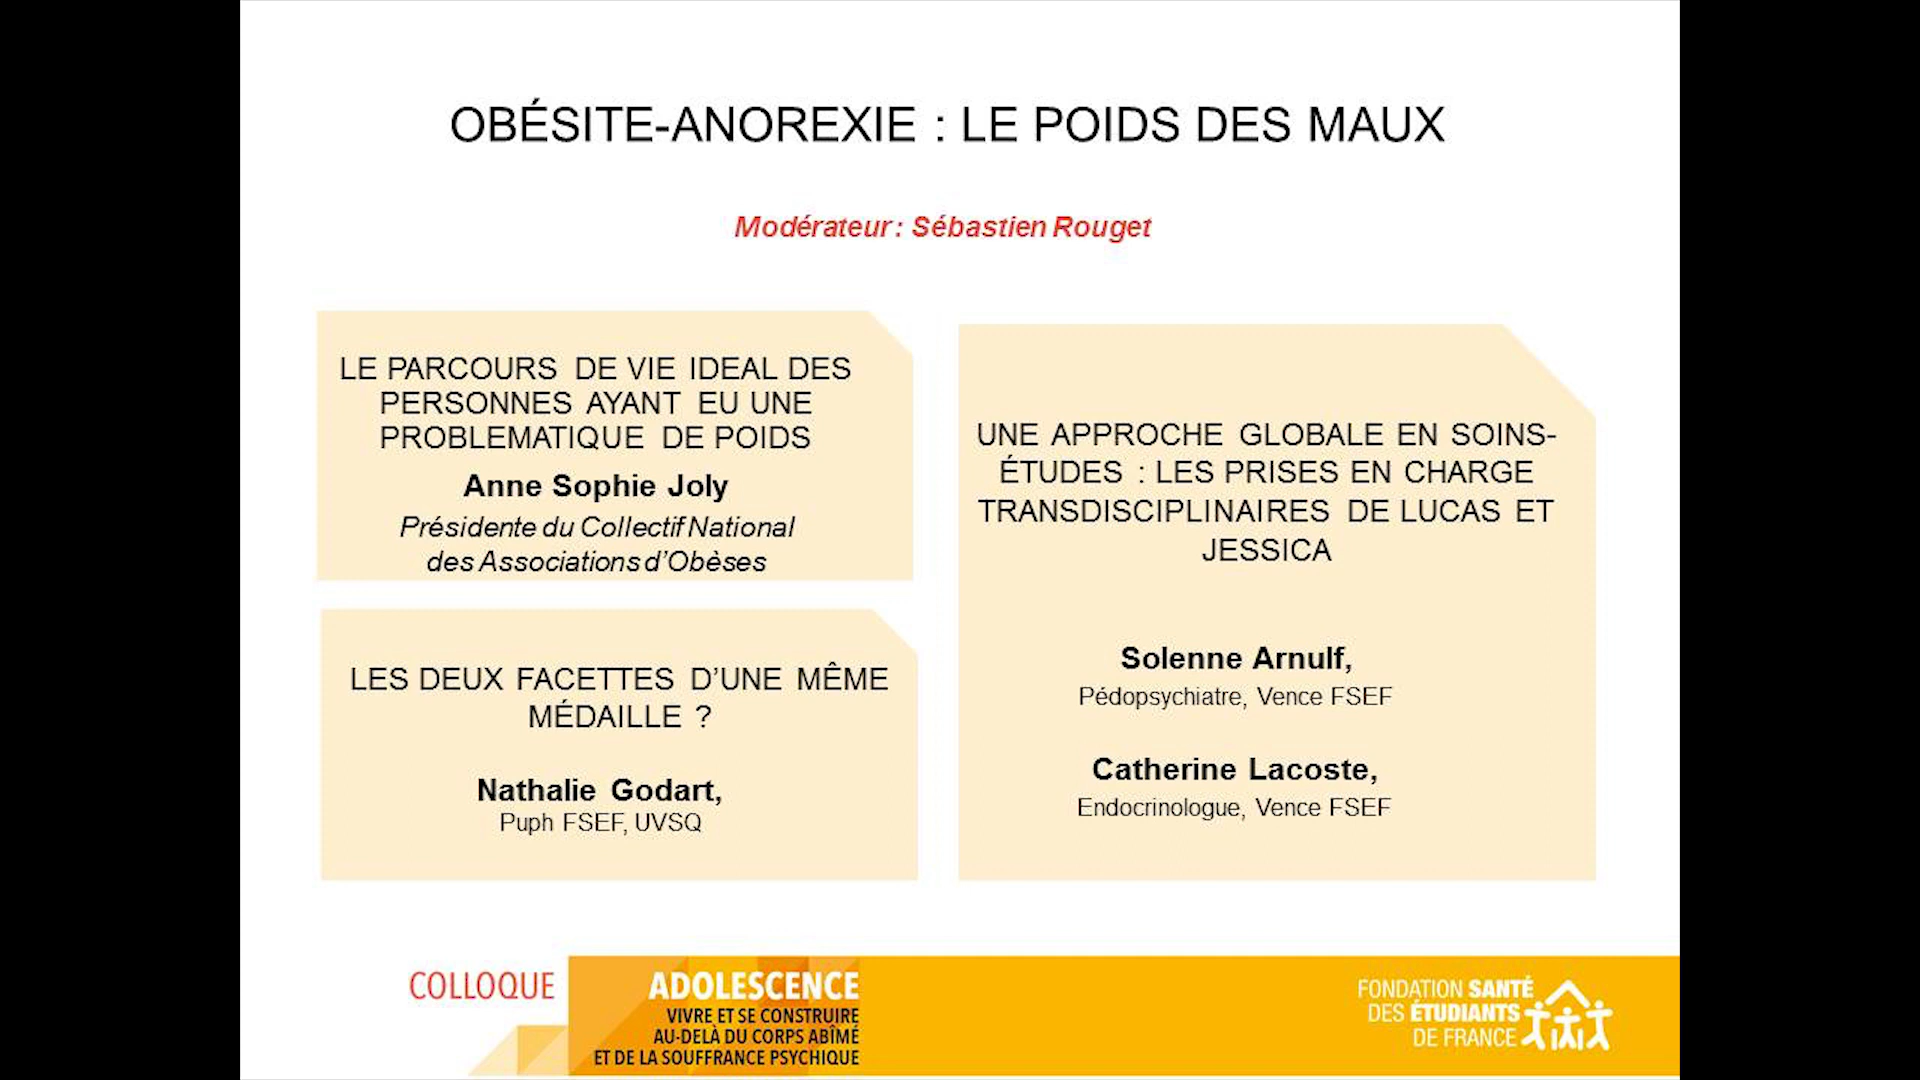 OBÉSITE-ANOREXIE : LE POIDS DES MAUX
Modérateur : Sébastien Rouget
LE PARCOURS DE VIE IDEAL DES
PERSONNES AYANT EU UNE
PROBLEMATIQUE DE POIDS
Anne Sophie Joly
Présidente du Collectif National
des Associations d’Obèses
LES DEUX FACETTES D’UNE MÊME
MÉDAILLE ?
Nathalie Godart,
Puph FSEF, UVSQ
UNE APPROCHE GLOBALE EN SOINS-
ÉTUDES : LES PRISES EN CHARGE
TRANSDISCIPLINAIRES DE LUCAS ET
JESSICA
Solenne Arnulf,
Pédopsychiatre, Vence FSEF
Catherine Lacoste,
Endocrinologue, Vence FSEF
COLLOQUE
ADOLESCENCE
VIVRE ET SE CONSTRUIRE
AU-DELÀ DU CORPS ABÎMÉ
ET DE LA SOUFFRANCE PSYCHIQUE
FONDATION SANTÉ
DES ÉTUDIANTS
DE FRANCE